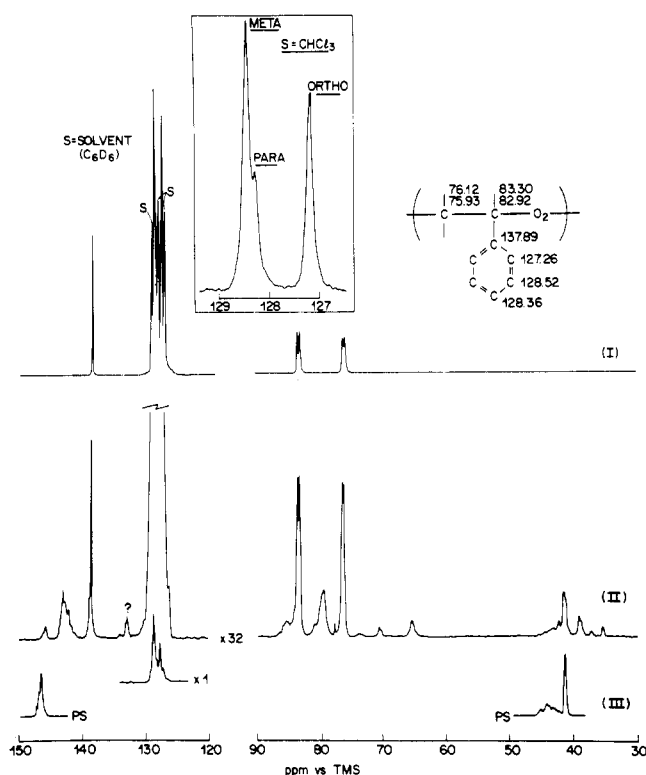 META
S=CHCℓ3
ORTHO
S=SOLVENT
(C6D6)
S
S
PARA
129
128
127
76.12
75.93
83.30
82.92
C
C
O2
137.89
C
C
C
127.26
C
C
128.52
C
128.36
(I)
?
x 32
(II)
x 1
PS
PS
(III)
150
140
130
120
90
80
70
60
50
40
30
ppm vs TMS